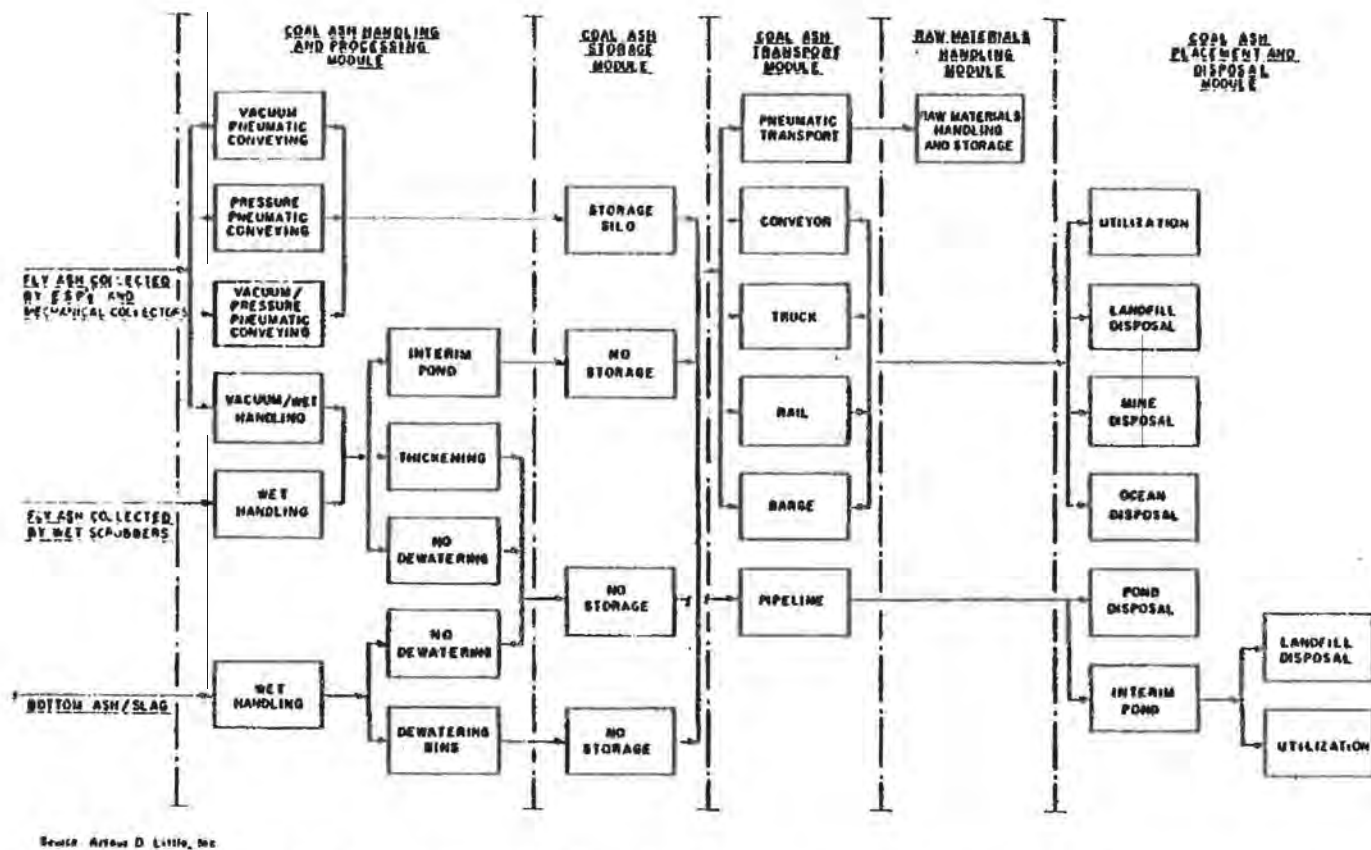 COAL ASH HANDLING
AND PROCESSING
MODULE
COAL ASH
STORAGE
MODULE
COAL ASH
TRANSPORT
MODULE
RAW MATERIALS
HANDLING
MODULE
COAL ASH
PLACEMENT AND
DISPOSAL
MODULE
VACUUM
PNEUMATIC
CONVEYING
PNEUMATIC
TRANSPORT
RAW MATERIALS
HANDLING
AND STORAGE
PRESSURE
PNEUMATIC
CONVEYING
STORAGE
SILO
CONVEYOR
UTILIZATION
FLY ASH COLLECTED
BY E.S.P.s AND
MECHANICAL COLLECTORS
VACUUM/
PRESSURE
PNEUMATIC
CONVEYING
TRUCK
LANDFILL
DISPOSAL
INTERIM
POND
NO
STORAGE
VACUUM/WET
HANDLING
RAIL
MINE
DISPOSAL
THICKENING
WET
HANDLING
BARGE
OCEAN
DISPOSAL
FLY ASH COLLECTED
BY WET SCRUBBERS
NO
DEWATERING
NO
STORAGE
PIPELINE
POND
DISPOSAL
NO
DEWATERING
LANDFILL
DISPOSAL
BOTTOM ASH/SLAG
WET
HANDLING
INTERIM
POND
DEWATERING
BINS
NO
STORAGE
UTILIZATION
Source: Arthur D. Little, Inc.